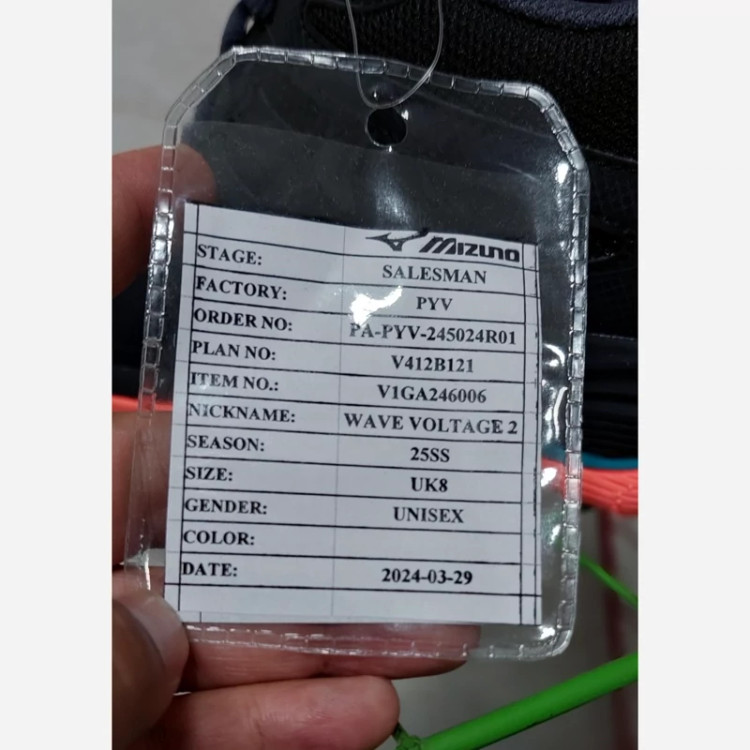 MIZUNO
STAGE: SALESMAN
FACTORY: PYV
ORDER NO: PA-PYV-245024R01
PLAN NO: V412B121
ITEM NO.: V1GA246006
NICKNAME: WAVE VOLTAGE 2
SEASON: 25SS
SIZE: UK8
GENDER: UNISEX
COLOR:
DATE: 2024-03-29